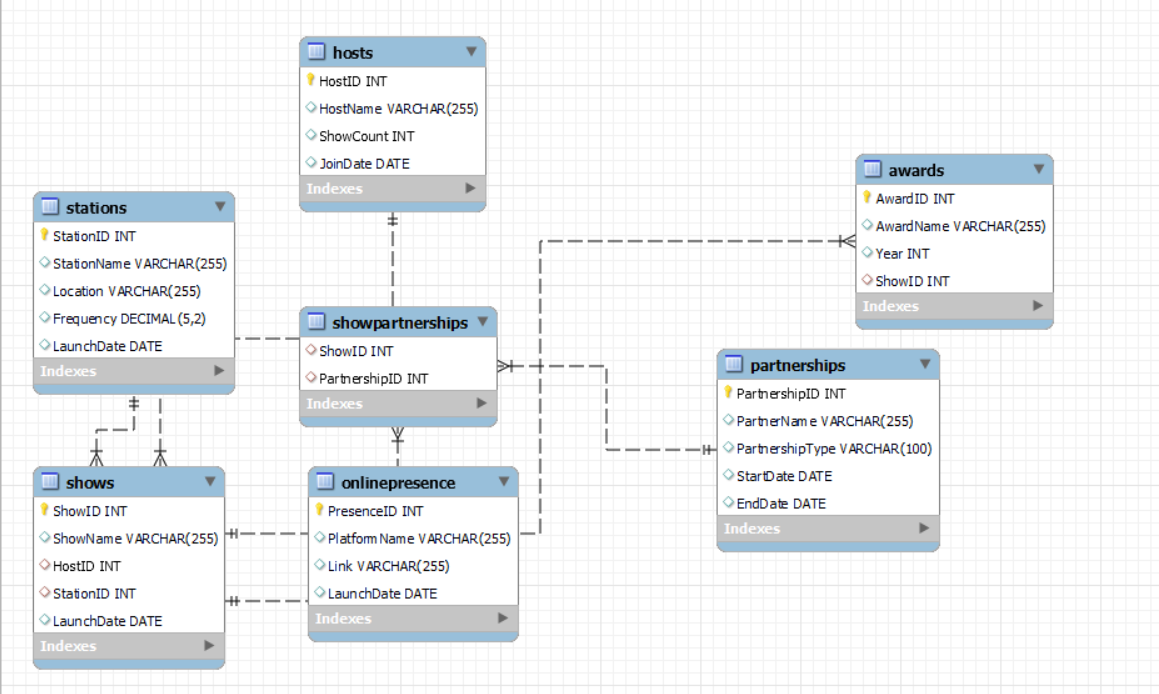 hosts
HostID INT
HostName VARCHAR(255)
ShowCount INT
JoinDate DATE
Indexes
stations
StationID INT
StationName VARCHAR(255)
Location VARCHAR(255)
Frequency DECIMAL(5,2)
LaunchDate DATE
Indexes
awards
AwardID INT
AwardName VARCHAR(255)
Year INT
ShowID INT
Indexes
showpartnerships
ShowID INT
PartnershipID INT
Indexes
partnerships
PartnershipID INT
PartnerName VARCHAR(255)
PartnershipType VARCHAR(100)
StartDate DATE
EndDate DATE
Indexes
shows
ShowID INT
ShowName VARCHAR(255)
HostID INT
StationID INT
LaunchDate DATE
Indexes
onlinepresence
PresenceID INT
PlatformName VARCHAR(255)
Link VARCHAR(255)
LaunchDate DATE
Indexes